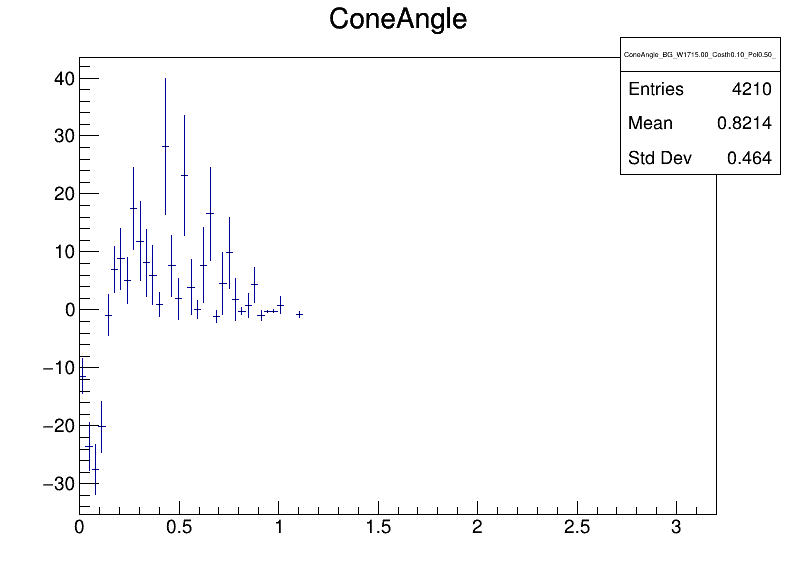 ConeAngle
ConeAngle_BG_W1715.00_Costh0.10_Pol0.50_
Entries 4210
Mean 0.8214
Std Dev 0.464
40
30
20
10
0
−10
−20
−30
0 0.5 1 1.5 2 2.5 3